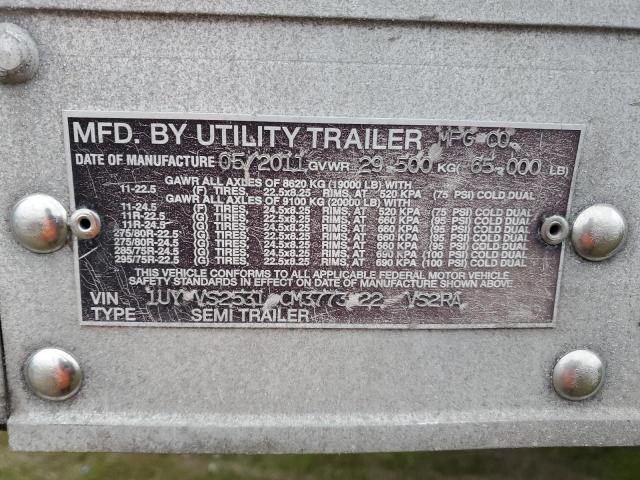 MFD. BY UTILITY TRAILER MFG CO.
DATE OF MANUFACTURE 05/2011 GVWR 29,500 KG( 65,000 LB)
GAWR ALL AXLES OF 8620 KG (19000 LB) WITH
11-22.5 (F) TIRES, 22.5x8.25 RIMS, AT 520 KPA (75 PSI) COLD DUAL
GAWR ALL AXLES OF 9100 KG (20000 LB) WITH
11-24.5 TIRES, 24.5x8.25 RIMS, AT 520 KPA (75 PSI) COLD DUAL
11R-22.5 (G) TIRES, 22.5x8.25 RIMS, AT 660 KPA (95 PSI) COLD DUAL
11R-24.5 (G) TIRES, 24.5x8.25 RIMS, AT 660 KPA (95 PSI) COLD DUAL
275/80R-22.5 (G) TIRES, 22.5x8.25 RIMS, AT 660 KPA (95 PSI) COLD DUAL
275/80R-24.5 (G) TIRES, 24.5x8.25 RIMS, AT 660 KPA (95 PSI) COLD DUAL
285/75R-24.5 (G) TIRES, 24.5x8.25 RIMS, AT 690 KPA (100 PSI) COLD DUAL
295/75R-22.5 (G) TIRES, 22.5x8.25 RIMS, AT 690 KPA (100 PSI) COLD DUAL
THIS VEHICLE CONFORMS TO ALL APPLICABLE FEDERAL MOTOR VEHICLE
SAFETY STANDARDS IN EFFECT ON DATE OF MANUFACTURE SHOWN ABOVE.
VIN 1UY VS2531 CM3773 22 VS2RA
TYPE SEMI TRAILER